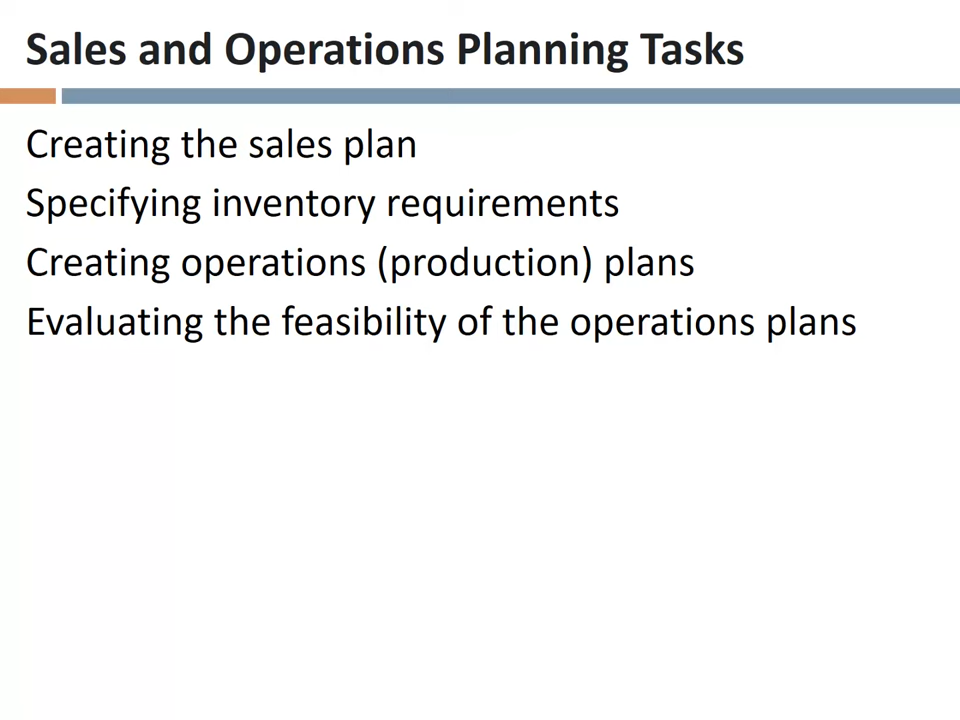 Sales and Operations Planning Tasks
Creating the sales plan
Specifying inventory requirements
Creating operations (production) plans
Evaluating the feasibility of the operations plans